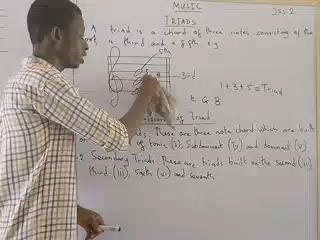 MUSIC
JSS: 2
TRIADS
A triad is a chord of three notes consisting of the
a third and a fifth e.g
5th
3rd
1 + 3 + 5 = Triad
E G B
of Triad
These are three note chord which are built
of tonic (I), Subdominant (IV) and dominant (V)
2 Secondary Triads: These are triads built on the second (ii)
third (III), Sixth (VI) and seventh